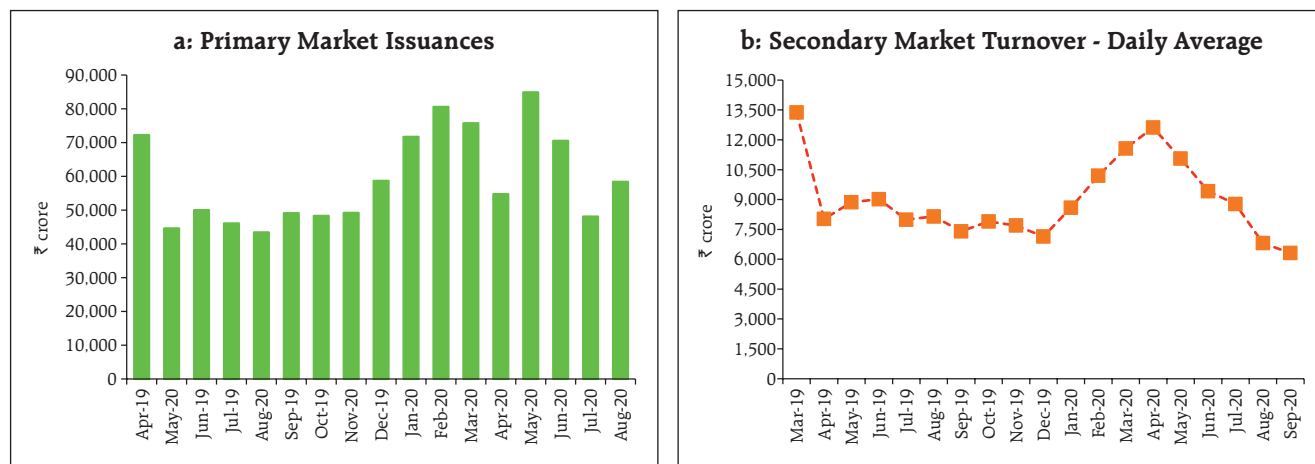 a: Primary Market Issuances
₹ crore
90,000
80,000
70,000
60,000
50,000
40,000
30,000
20,000
10,000
0
Apr-19
May-20
Jun-19
Jul-19
Aug-20
Sep-19
Oct-19
Nov-20
Dec-19
Jan-20
Feb-20
Mar-20
Apr-20
May-20
Jun-20
Jul-20
Aug-20
b: Secondary Market Turnover - Daily Average
₹ crore
15,000
13,500
12,000
10,500
9,000
7,500
6,000
4,500
3,000
1,500
0
Mar-19
Apr-19
May-19
Jun-19
Jul-19
Aug-19
Sep-19
Oct-19
Nov-19
Dec-19
Jan-20
Feb-20
Mar-20
Apr-20
May-20
Jun-20
Jul-20
Aug-20
Sep-20